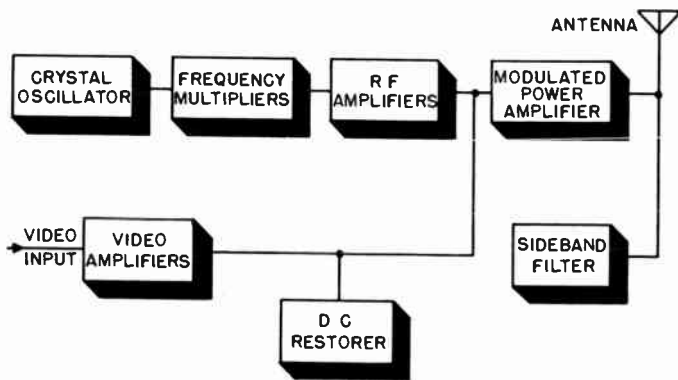 ANTENNA
CRYSTAL
OSCILLATOR
FREQUENCY
MULTIPLIERS
R F
AMPLIFIERS
MODULATED
POWER
AMPLIFIER
VIDEO
INPUT
VIDEO
AMPLIFIERS
SIDEBAND
FILTER
D C
RESTORER